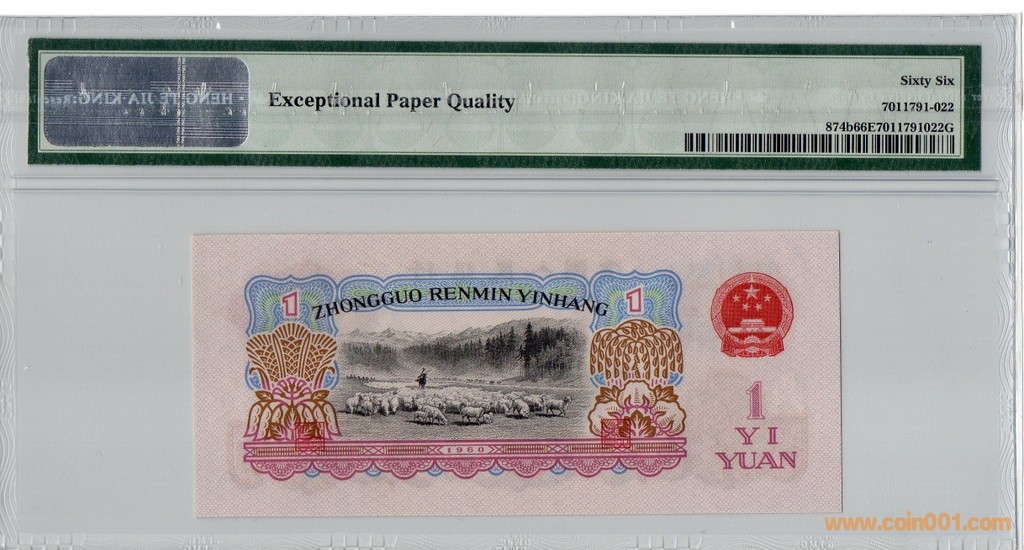 Exceptional Paper Quality
Sixty Six
7011791-022
874b66E7011791022G
1 ZHONGGUO RENMIN YINHANG 1
1960
1
YI
YUAN
www.coin001.com